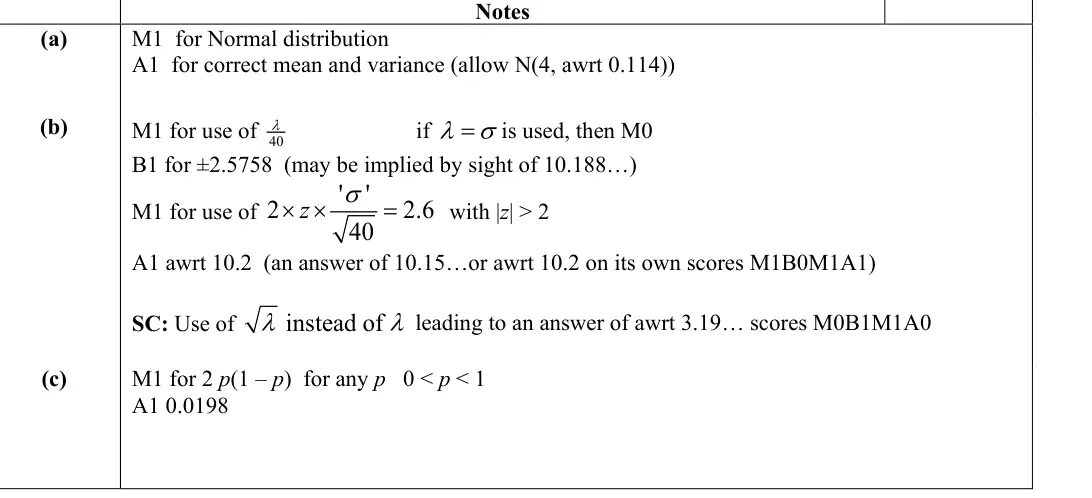 Notes
(a) M1 for Normal distribution
A1 for correct mean and variance (allow N(4, awrt 0.114))
(b) M1 for use of λ/40 if λ = σ is used, then M0
B1 for ±2.5758 (may be implied by sight of 10.188…)
M1 for use of 2 × z × 'σ'/√40 = 2.6 with |z| > 2
A1 awrt 10.2 (an answer of 10.15…or awrt 10.2 on its own scores M1B0M1A1)
SC: Use of √λ instead of λ leading to an answer of awrt 3.19… scores M0B1M1A0
(c) M1 for 2 p(1 – p) for any p 0 < p < 1
A1 0.0198